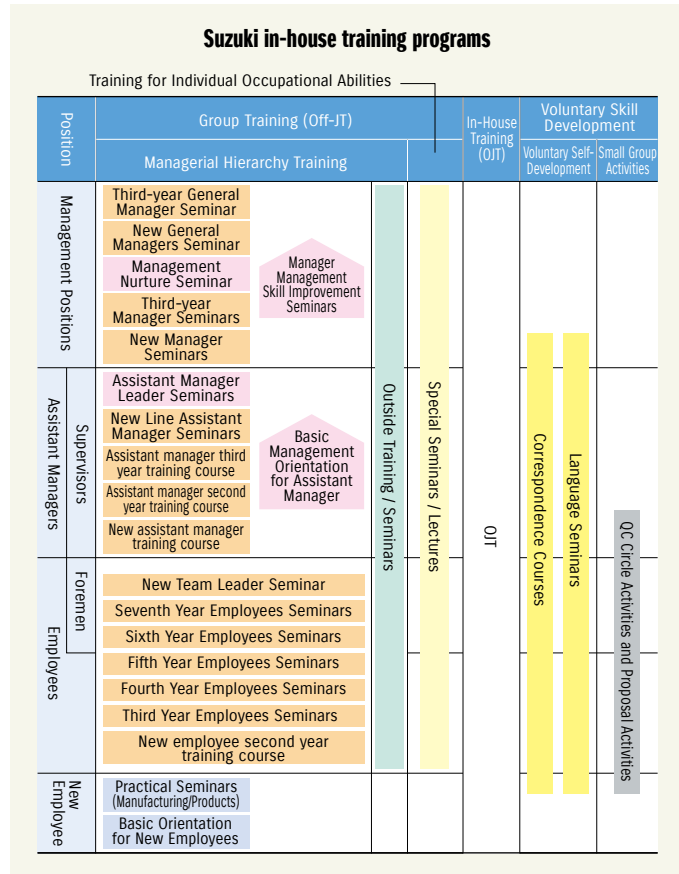 Suzuki in-house training programs
Training for Individual Occupational Abilities
Position
Group Training (Off-JT)
In-House
Training
(OJT)
Voluntary Skill
Development
Managerial Hierarchy Training
Voluntary Self-
Development
Small Group
Activities
Management Positions
Third-year General
Manager Seminar
New General
Managers Seminar
Management
Nurture Seminar
Third-year
Manager Seminars
New Manager
Seminars
Manager
Management
Skill Improvement
Seminars
Assistant Managers
Supervisors
Assistant Manager
Leader Seminars
New Line Assistant
Manager Seminars
Assistant manager third
year training course
Assistant manager second
year training course
New assistant manager
training course
Basic
Management
Orientation
for Assistant
Manager
Outside Training / Seminars
Special Seminars / Lectures
OJT
Correspondence Courses
Language Seminars
QC Circle Activities and Proposal Activities
Employees
Foremen
New Team Leader Seminar
Seventh Year Employees Seminars
Sixth Year Employees Seminars
Fifth Year Employees Seminars
Fourth Year Employees Seminars
Third Year Employees Seminars
New employee second year
training course
New
Employee
Practical Seminars
(Manufacturing/Products)
Basic Orientation
for New Employees